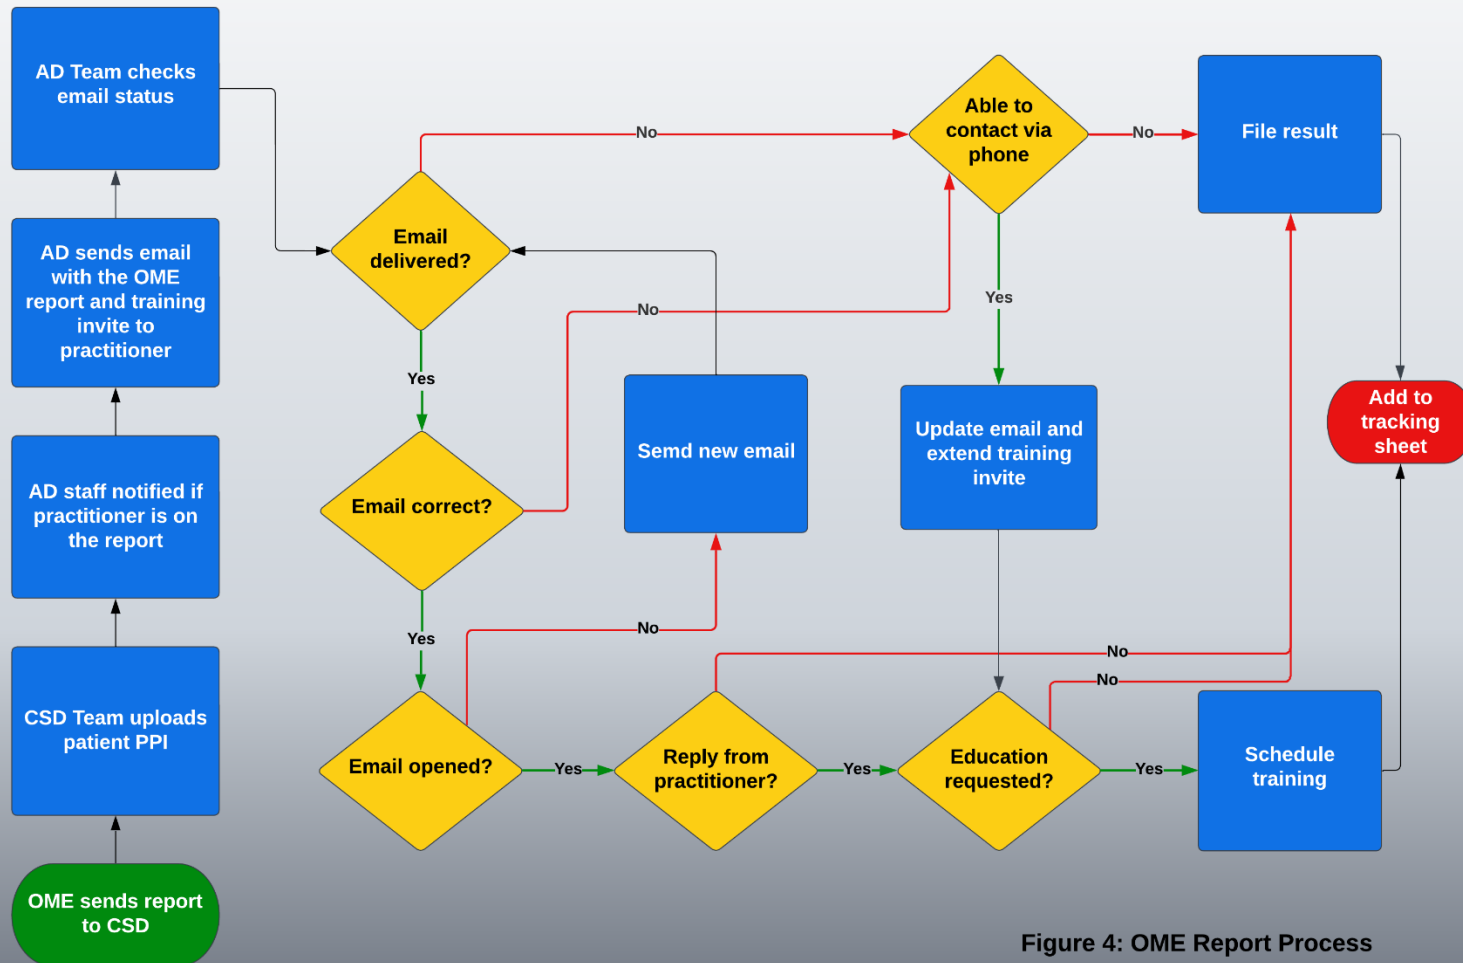 AD Team checks
email status
AD sends email
with the OME
report and training
invite to
practitioner
AD staff notified if
practitioner is on
the report
CSD Team uploads
patient PPI
OME sends report
to CSD
Email
delivered?
No
Yes
Email correct?
No
Yes
Email opened?
No
Yes
Semd new email
Reply from
practitioner?
No
Yes
Able to
contact via
phone
No
Yes
Update email and
extend training
invite
Education
requested?
No
Yes
File result
Schedule
training
Add to
tracking
sheet
Figure 4: OME Report Process